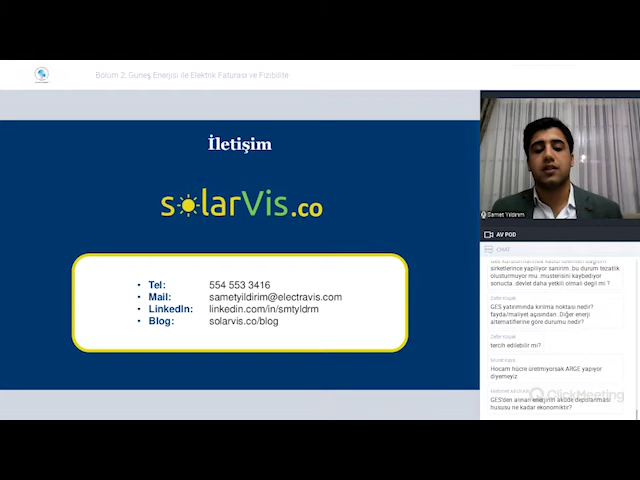 Bölüm 2: Güneş Enerjisi ile Elektrik Faturası ve Fizibilite
İletişim
solarVis.co
• Tel: 554 553 3416
• Mail: sametyildirim@electravis.com
• LinkedIn: linkedin.com/in/smtyldrm
• Blog: solarvis.co/blog
Samet Yıldırım
AV POD
CHAT
şirketlerince yapılıyor sanırım..bu durum tezatlık
oluşturmuyor mu..müşterisini kaybediyor
sonuçta..devlet daha yetkili olmalı değil mi ?
Zafer Koçak
GES yatırımında kırılma noktası nedir?
fayda/maliyet açısından..Diğer enerji
alternatiflerine göre durumu nedir?
Zafer Koçak
tercih edilebilir mi?
Murat Kaya
Hocam hücre üretmiyorsak ARGE yapıyor
diyemeyiz
Mehmet
ClickMeeting
GES'den alınan enerjinin aküde depolanması
hususu ne kadar ekonomiktir?